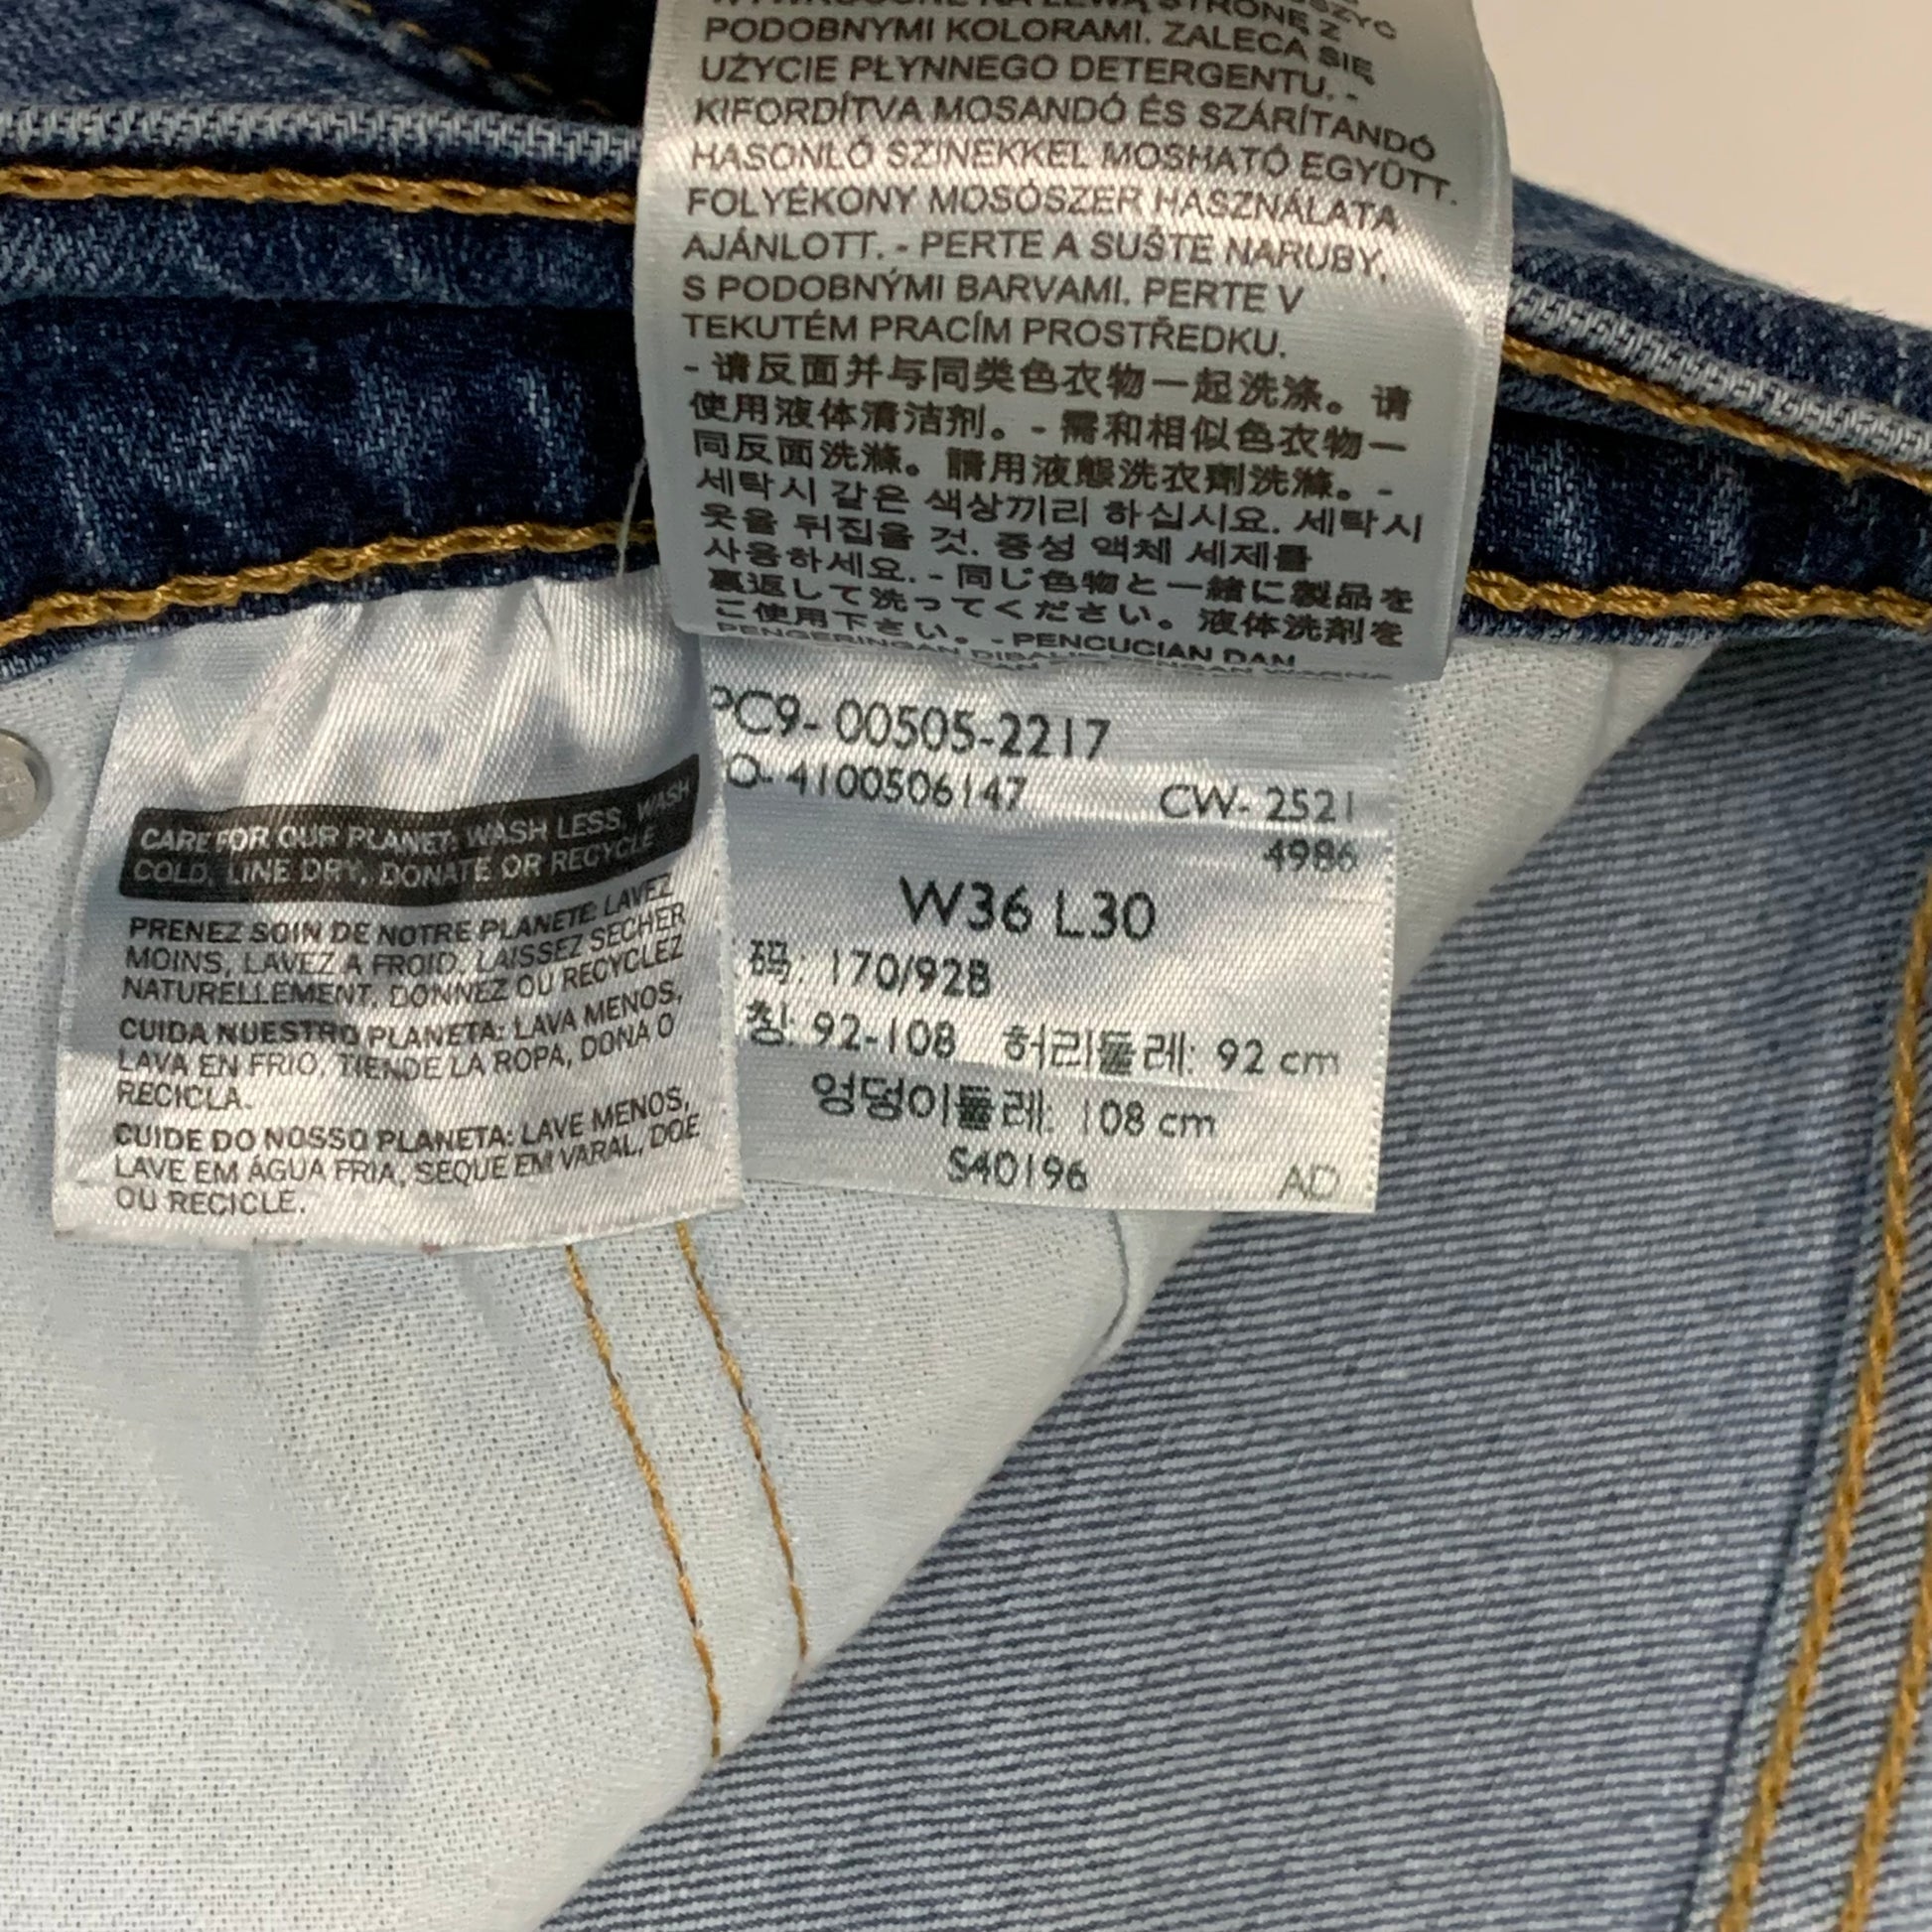 STRONĘ Z
PODOBNYMI KOLORAMI. ZALECA SIĘ
UŻYCIE PŁYNNEGO DETERGENTU. -
KIFORDÍTVA MOSANDÓ ÉS SZÁRÍTANDÓ
HASONLÓ SZINEKKEL MOSHATÓ EGYÜTT.
FOLYÉKONY MOSÓSZER HASZNÁLATA
AJÁNLOTT. - PERTE A SUŠTE NARUBY,
S PODOBNÝMI BARVAMI. PERTE V
TEKUTÉM PRACÍM PROSTŘEDKU.
- 请反面并与同类色衣物一起洗涤。请
使用液体清洁剂。- 需和相似色衣物一
同反面洗滌。請用液態洗衣劑洗滌。-
세탁시 같은 색상끼리 하십시요. 세탁시
옷을 뒤집을 것. 중성 액체 세제를
사용하세요. - 同じ色物と一緒に製品を
裏返して洗ってください。液体洗剤を
ご使用下さい。- PENCUCIAN DAN
PC9- 00505-2217
O- 4100506147 CW- 2521
4986
W36 L30
码: 170/92B
칭: 92-108 허리둘레: 92 cm
엉덩이둘레: 108 cm
S40196 AD
CARE FOR OUR PLANET: WASH LESS, WASH
COLD, LINE DRY, DONATE OR RECYCLE
PRENEZ SOIN DE NOTRE PLANETE: LAVEZ
MOINS, LAVEZ A FROID, LAISSEZ SECHER
NATURELLEMENT, DONNEZ OU RECYCLEZ
CUIDA NUESTRO PLANETA: LAVA MENOS,
LAVA EN FRIO, TIENDE LA ROPA, DONA O
RECICLA.
CUIDE DO NOSSO PLANETA: LAVE MENOS,
LAVE EM ÁGUA FRIA, SEQUE EM VARAL, DOE
OU RECICLE.